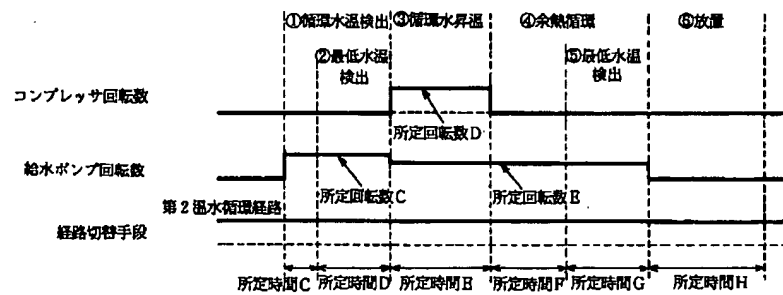 ①循環水温検出
③循環水昇温
④余熱循環
⑥放置
②最低水温
検出
⑤最低水温
検出
コンプレッサ回転数
所定回転数D
給水ポンプ回転数
所定回転数C
所定回転数E
第2温水循環経路
経路切替手段
所定時間C
所定時間D
所定時間E
所定時間F
所定時間G
所定時間H